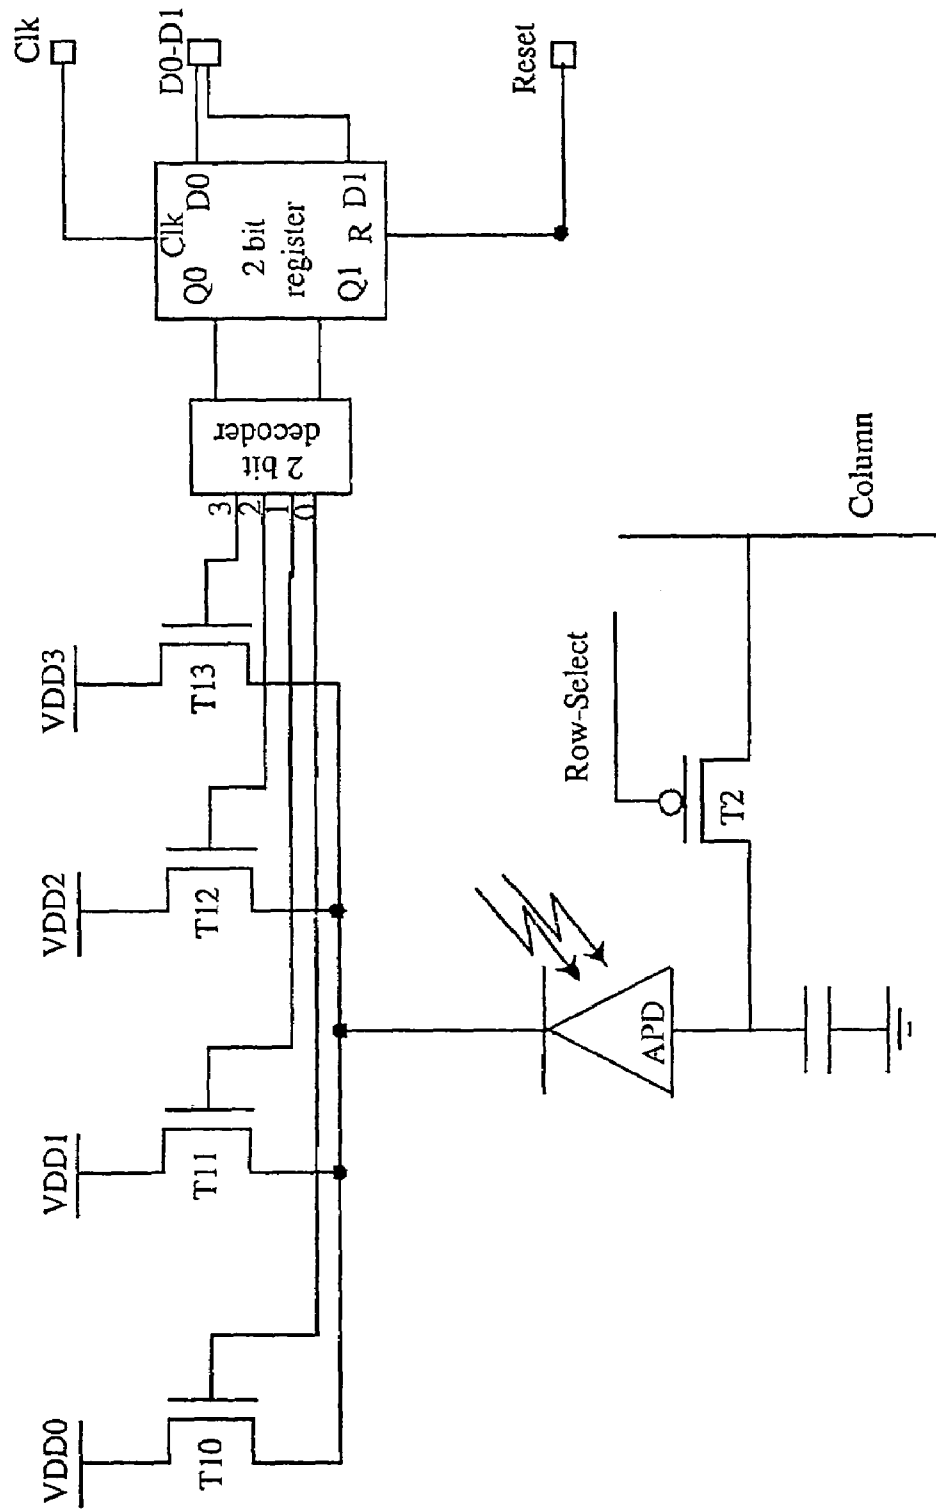 VDD0
VDD1
VDD2
VDD3
Clk
D0-D1
T10
T11
T12
T13
3
2
1
0
2 bit
decoder
Q0
Clk
D0
2 bit
register
Q1
R
D1
Reset
APD
Row-Select
T2
Column